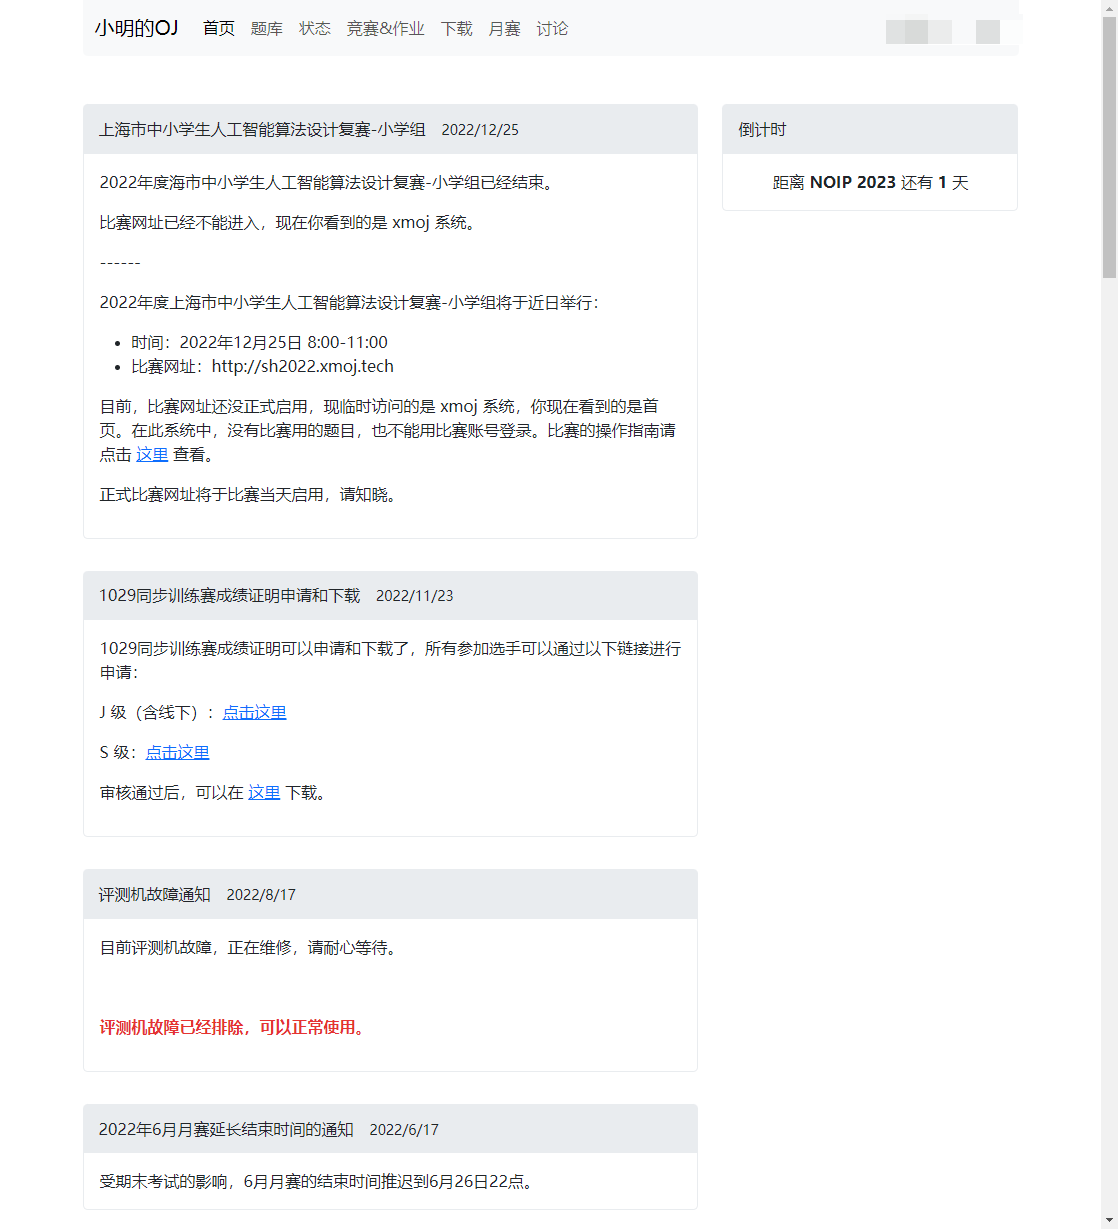 小明的OJ 首页 题库 状态 竞赛&作业 下载 月赛 讨论
上海市中小学生人工智能算法设计复赛-小学组 2022/12/25
2022年度海市中小学生人工智能算法设计复赛-小学组已经结束。
比赛网址已经不能进入，现在你看到的是 xmoj 系统。
------
2022年度上海市中小学生人工智能算法设计复赛-小学组将于近日举行：
• 时间：2022年12月25日 8:00-11:00
• 比赛网址：http://sh2022.xmoj.tech
目前，比赛网址还没正式启用，现临时访问的是 xmoj 系统，你现在看到的是首
页。在此系统中，没有比赛用的题目，也不能用比赛账号登录。比赛的操作指南请
点击 这里 查看。
正式比赛网址将于比赛当天启用，请知晓。
1029同步训练赛成绩证明申请和下载 2022/11/23
1029同步训练赛成绩证明可以申请和下载了，所有参加选手可以通过以下链接进行
申请：
J 级（含线下）：点击这里
S 级：点击这里
审核通过后，可以在 这里 下载。
评测机故障通知 2022/8/17
目前评测机故障，正在维修，请耐心等待。
评测机故障已经排除，可以正常使用。
2022年6月月赛延长结束时间的通知 2022/6/17
受期末考试的影响，6月月赛的结束时间推迟到6月26日22点。
倒计时
距离 NOIP 2023 还有 1 天